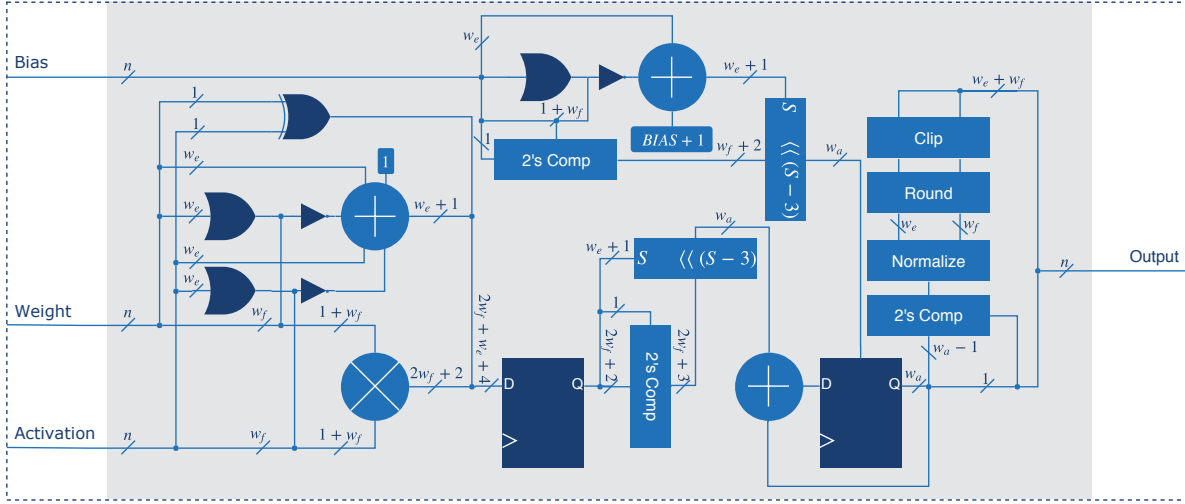 Bias
n
w_e
1 + w_f
1
2's Comp
BIAS + 1
w_e + 1
w_f + 2
S ⟨⟨ (S − 3)
w_a
1
1
w_e
w_e
w_e
w_e
1
w_e + 1
Weight
n
w_f
1 + w_f
2w_f + 2
Activation
n
w_f
1 + w_f
2w_f + w_e + 4
D
Q
w_e + 1
S ⟨⟨ (S − 3)
w_a
1
2w_f + 2
2's Comp
2w_f + 3
D
Q
w_a
w_a − 1
1
2's Comp
Normalize
w_e
w_f
Round
Clip
w_e + w_f
n
Output